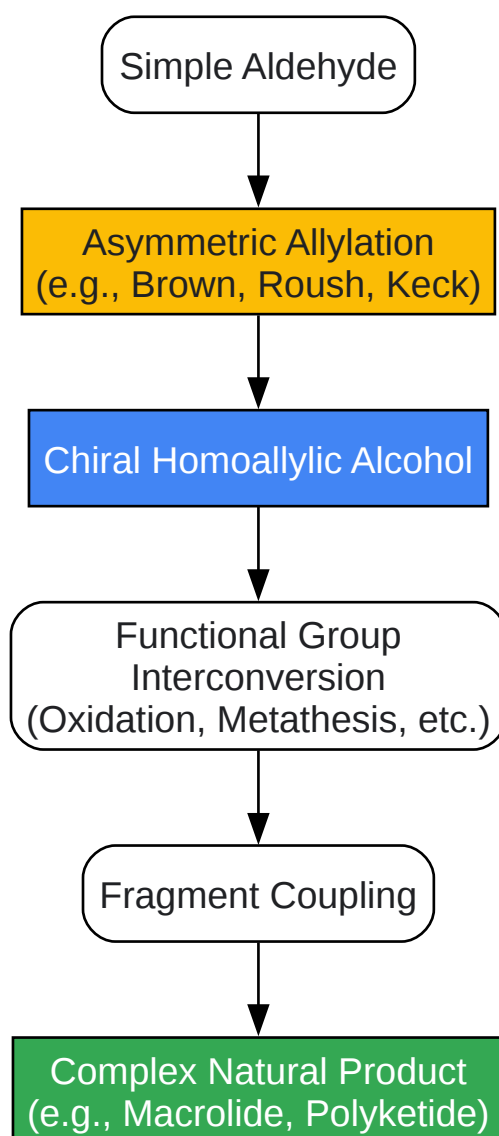 Simple Aldehyde
Asymmetric Allylation
(e.g., Brown, Roush, Keck)
Chiral Homoallylic Alcohol
Functional Group
Interconversion
(Oxidation, Metathesis, etc.)
Fragment Coupling
Complex Natural Product
(e.g., Macrolide, Polyketide)